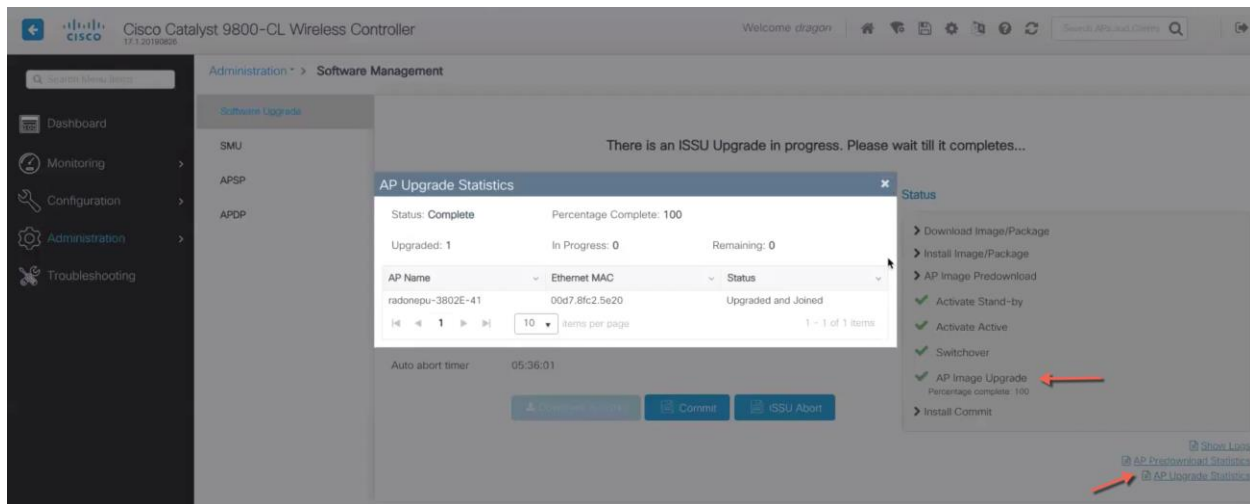 CISCO
Cisco Catalyst 9800-CL Wireless Controller
17.1.20190826
Welcome dragon
Search APs and Clients
Search Menu Items
Dashboard
Monitoring
Configuration
Administration
Troubleshooting
Administration > Software Management
Software Upgrade
SMU
APSP
APDP
There is an ISSU Upgrade in progress. Please wait till it completes...
AP Upgrade Statistics
Status: Complete Percentage Complete: 100
Upgraded: 1 In Progress: 0 Remaining: 0
AP Name Ethernet MAC Status
radonepu-3802E-41 00d7.8fc2.5e20 Upgraded and Joined
1 10 items per page 1 - 1 of 1 items
Auto abort timer 05:36:01
Commit ISSU Abort
Status
Download Image/Package
Install Image/Package
AP Image Predownload
Activate Stand-by
Activate Active
Switchover
AP Image Upgrade
Percentage complete: 100
Install Commit
Show Logs
AP Predownload Statistics
AP Upgrade Statistics